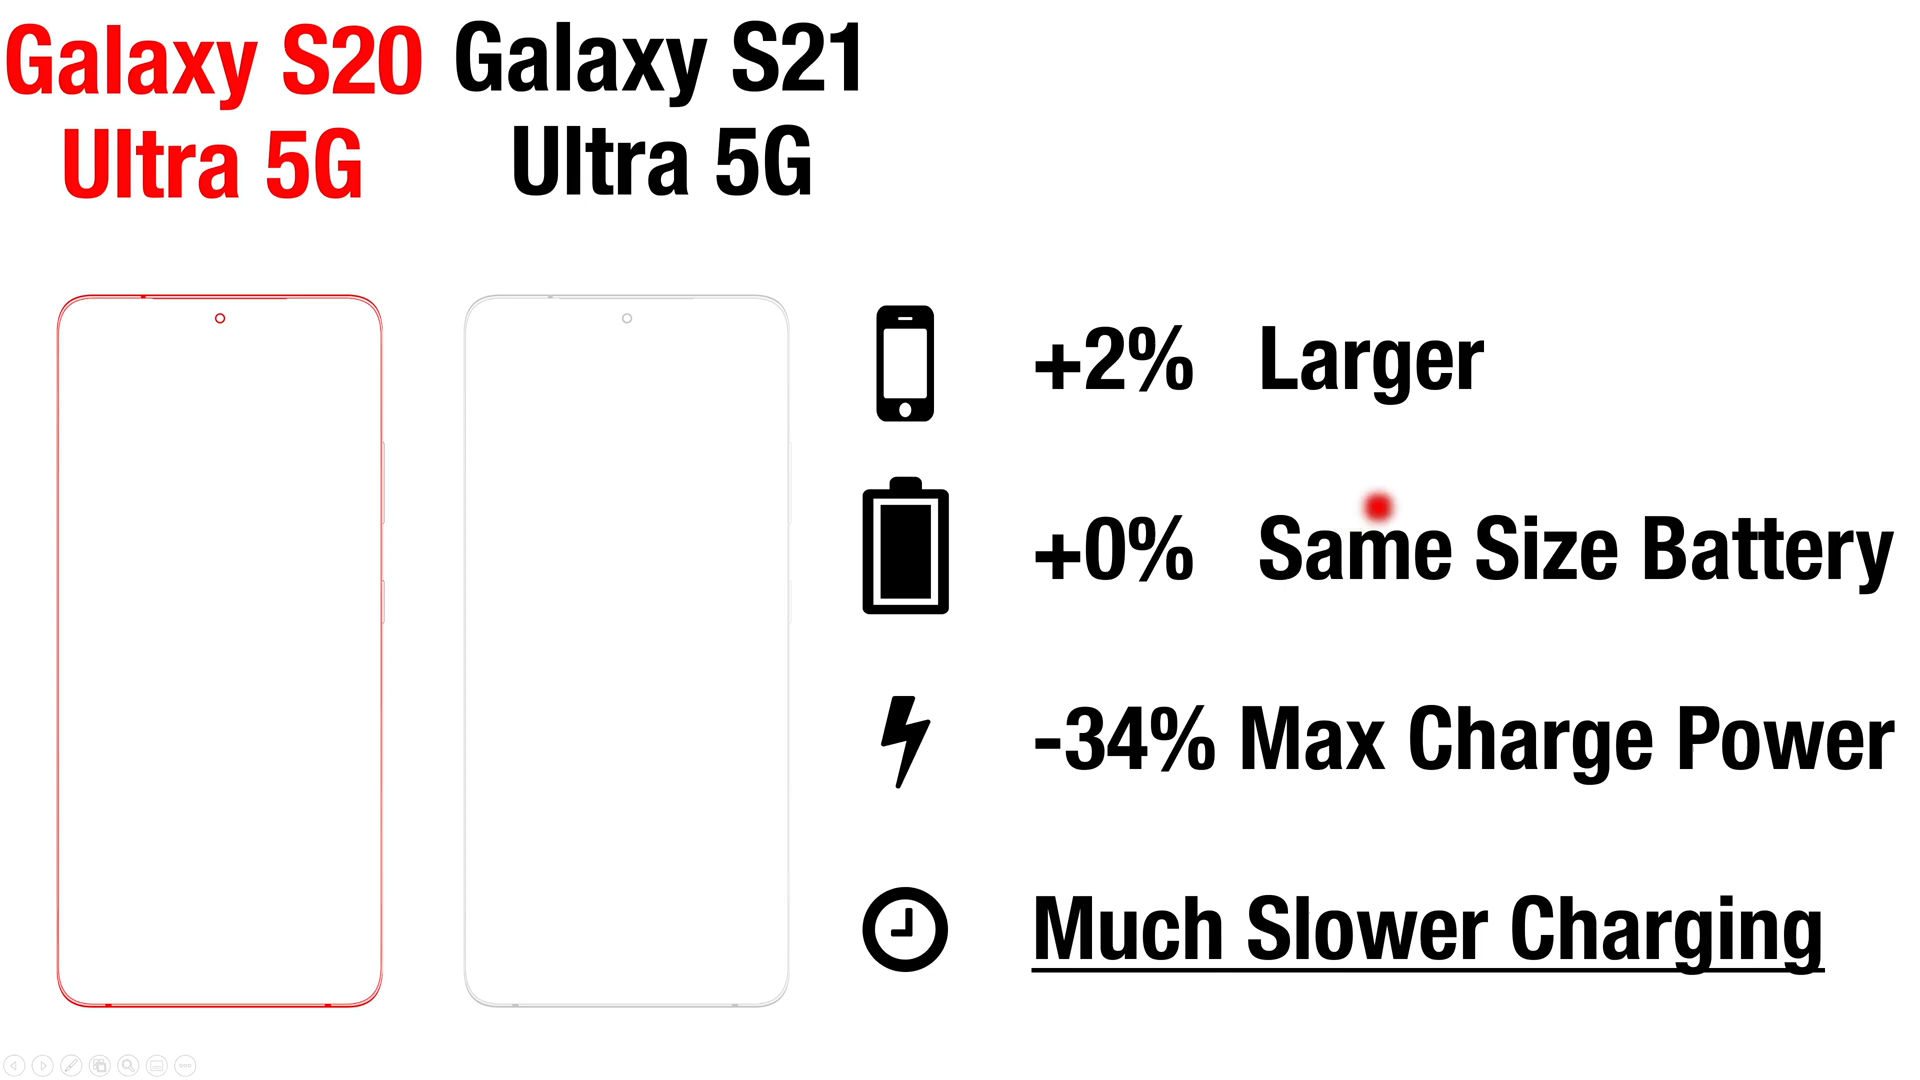 Galaxy S20
Ultra 5G
Galaxy S21
Ultra 5G
+2% Larger
+0% Same Size Battery
-34% Max Charge Power
Much Slower Charging